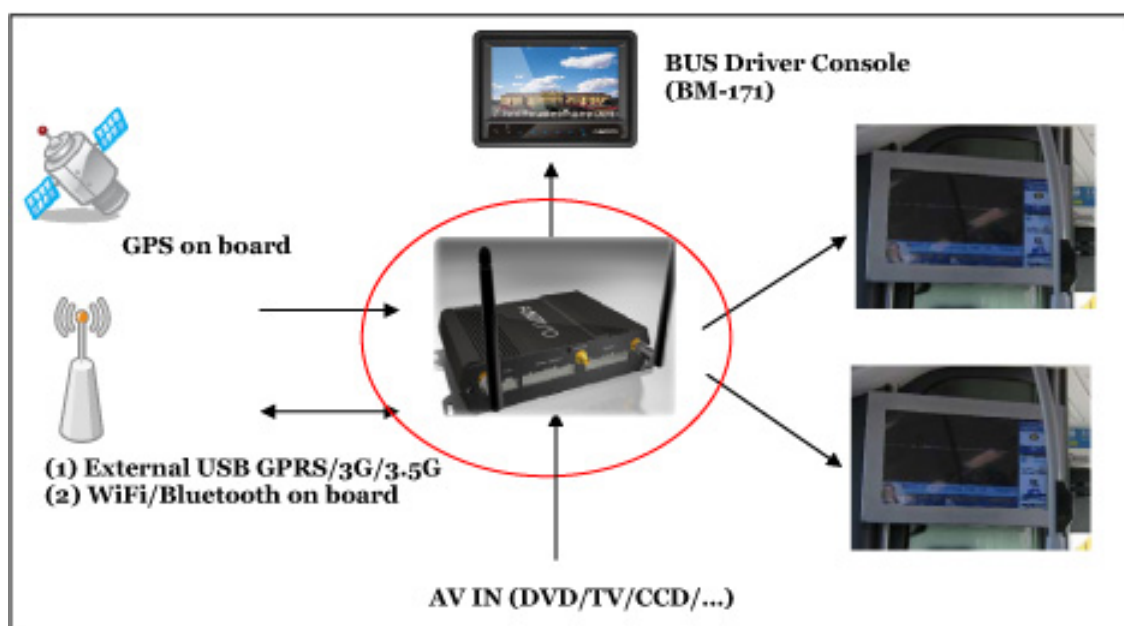 BUS Driver Console
(BM-171)
GPS on board
(1) External USB GPRS/3G/3.5G
(2) WiFi/Bluetooth on board
AV IN (DVD/TV/CCD/...)